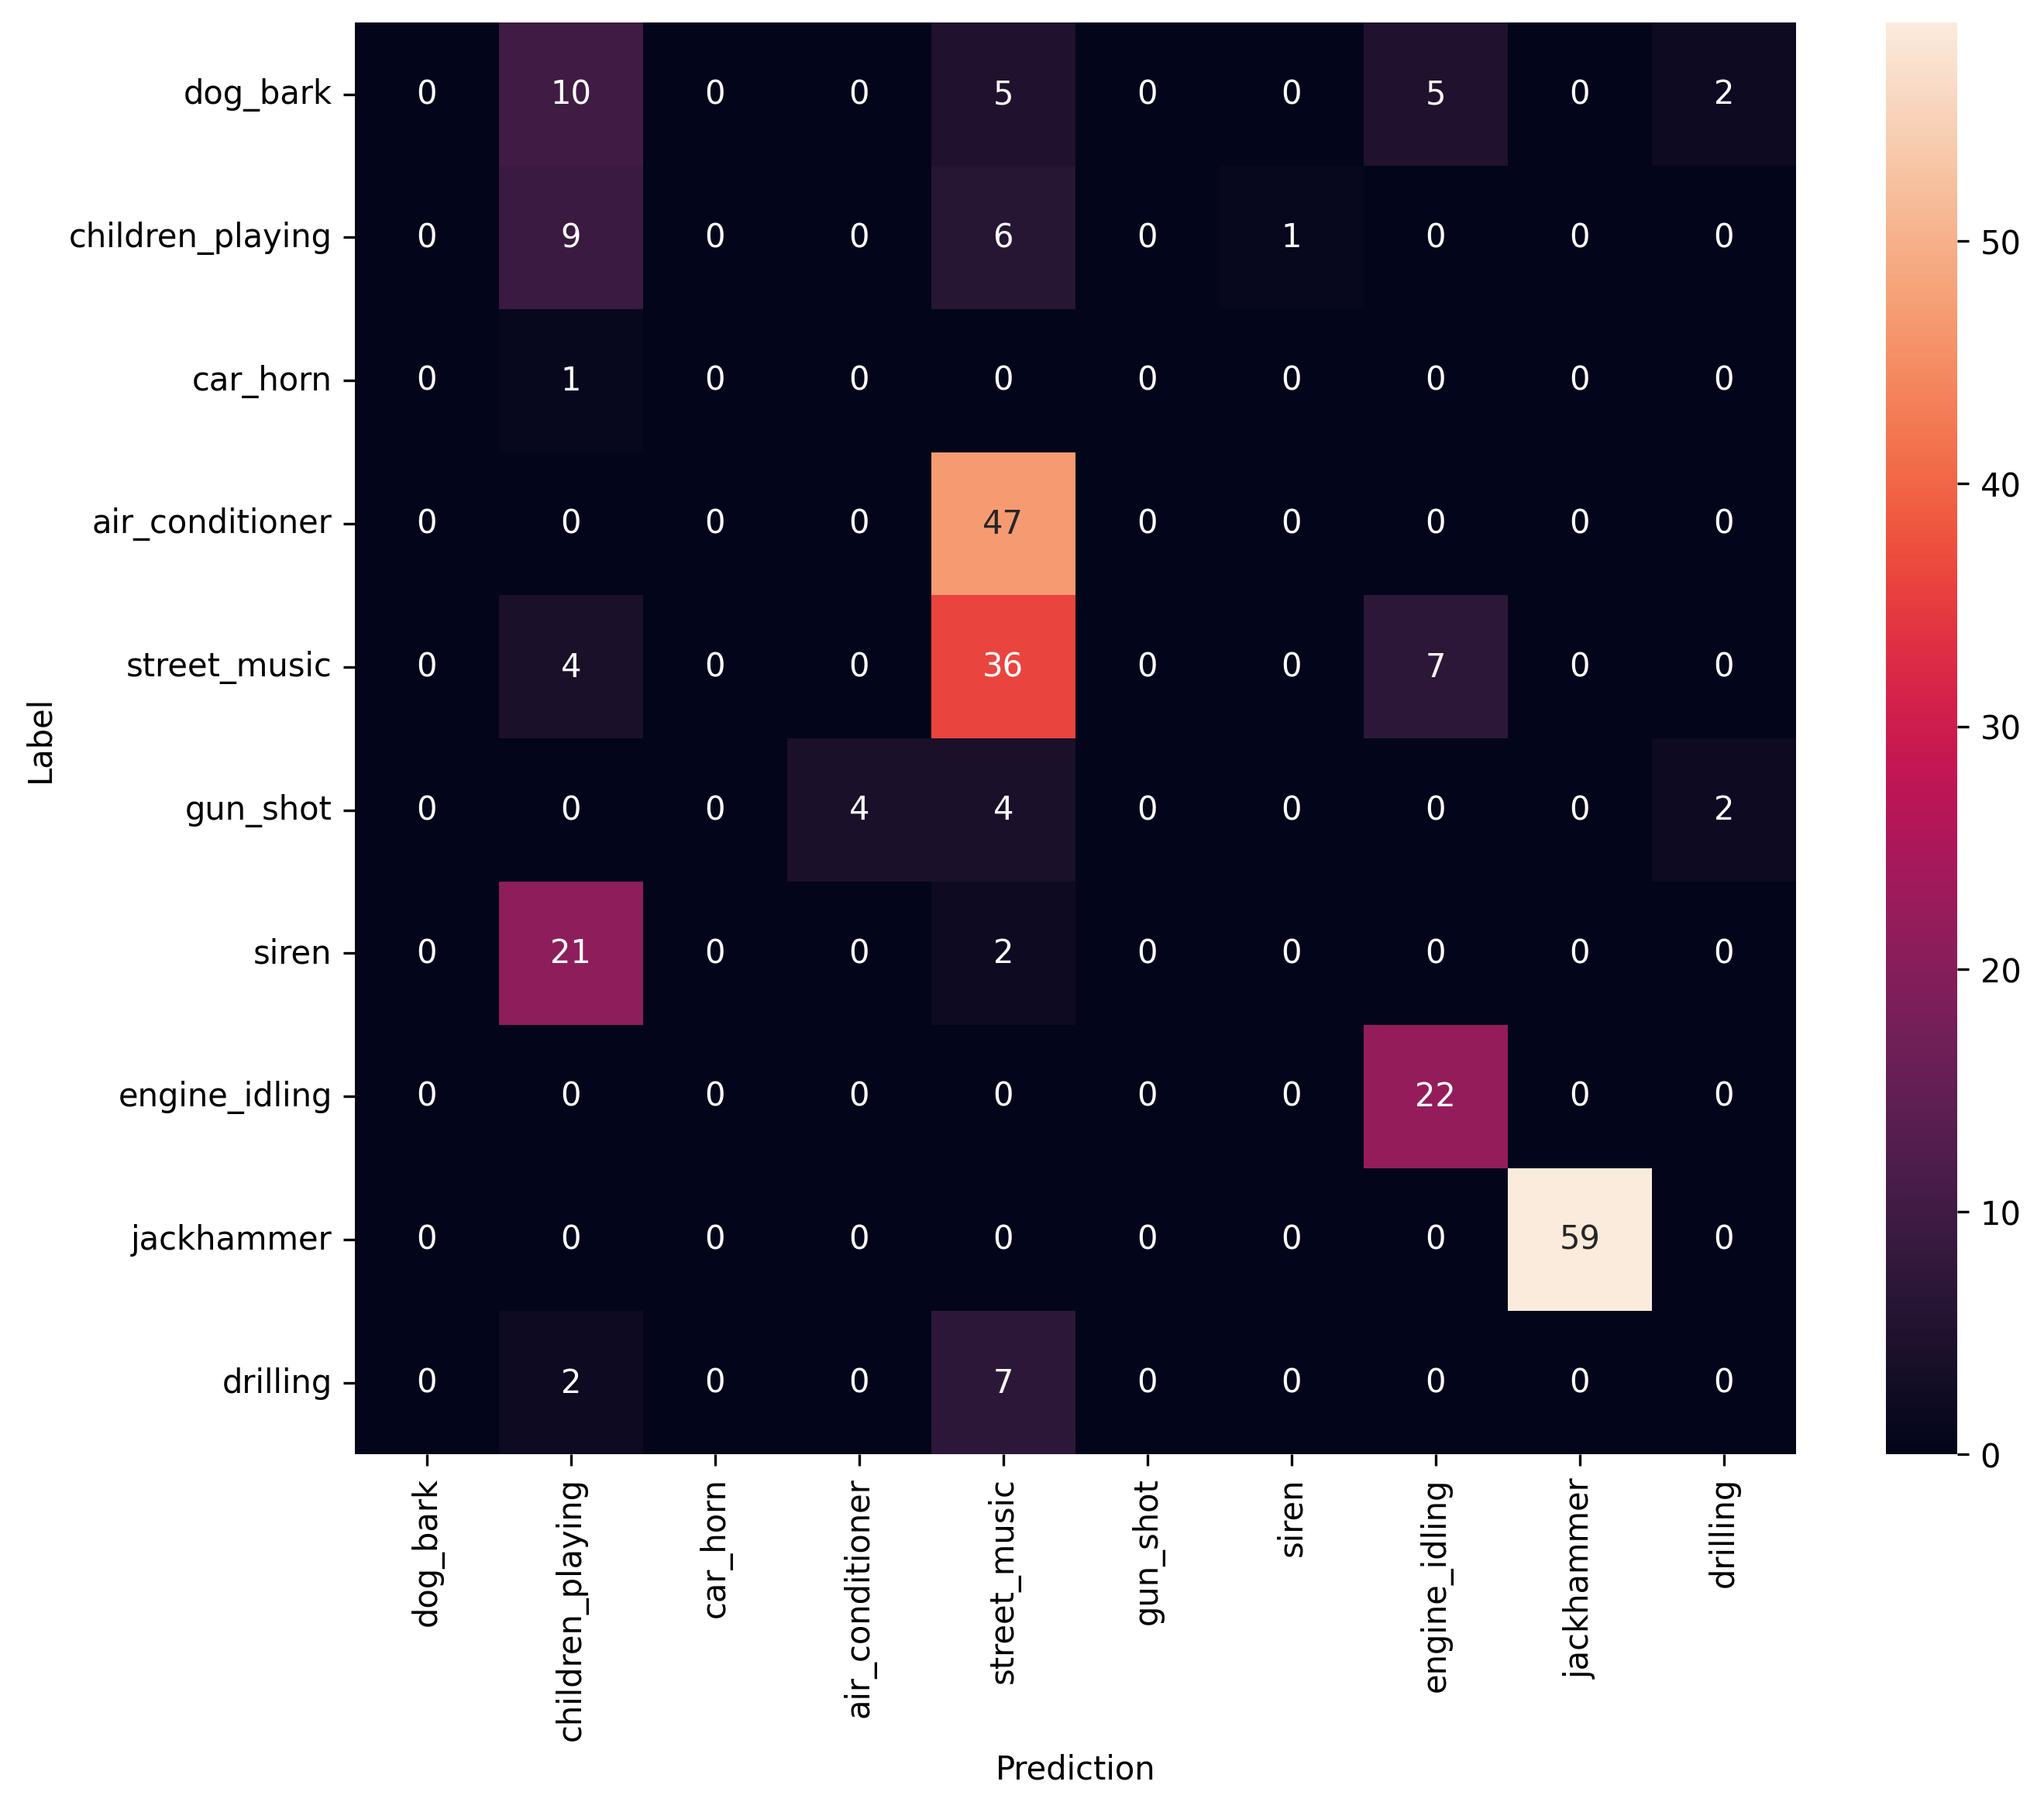 dog_bark 0 10 0 0 5 0 0 5 0 2
children_playing 0 9 0 0 6 0 1 0 0 0
50
car_horn 0 1 0 0 0 0 0 0 0 0
40
air_conditioner 0 0 0 0 47 0 0 0 0 0
street_music 0 4 0 0 36 0 0 7 0 0
30
Label
gun_shot 0 0 0 4 4 0 0 0 0 2
siren 0 21 0 0 2 0 0 0 0 0
20
engine_idling 0 0 0 0 0 0 0 22 0 0
10
jackhammer 0 0 0 0 0 0 0 0 59 0
drilling 0 2 0 0 7 0 0 0 0 0
0
dog_bark
children_playing
car_horn
air_conditioner
street_music
gun_shot
siren
engine_idling
jackhammer
drilling
Prediction